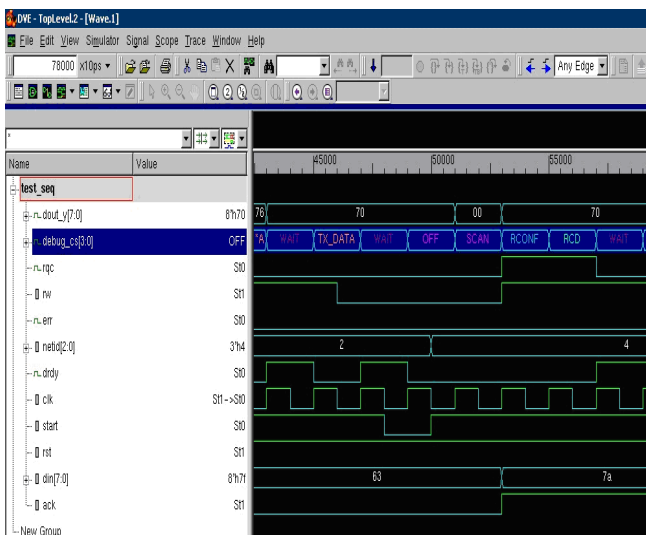 DVE - TopLevel.2 - [Wave.1]
File Edit View Simulator Signal Scope Trace Window Help
78000 x10ps Any Edge
*
Name Value
45000 50000 55000
test_seq
dout_y[7:0] 8'h70 76 70 00 70
debug_cs[3:0] OFF *A WAIT TX_DATA WAIT OFF SCAN RCONF RCD WAIT
rqc St0
rw St1
err St0
netid[2:0] 3'h4 2 4
drdy St0
clk St1->St0
start St0
rst St1
din[7:0] 8'h7f 63 7a
ack St1
New Group